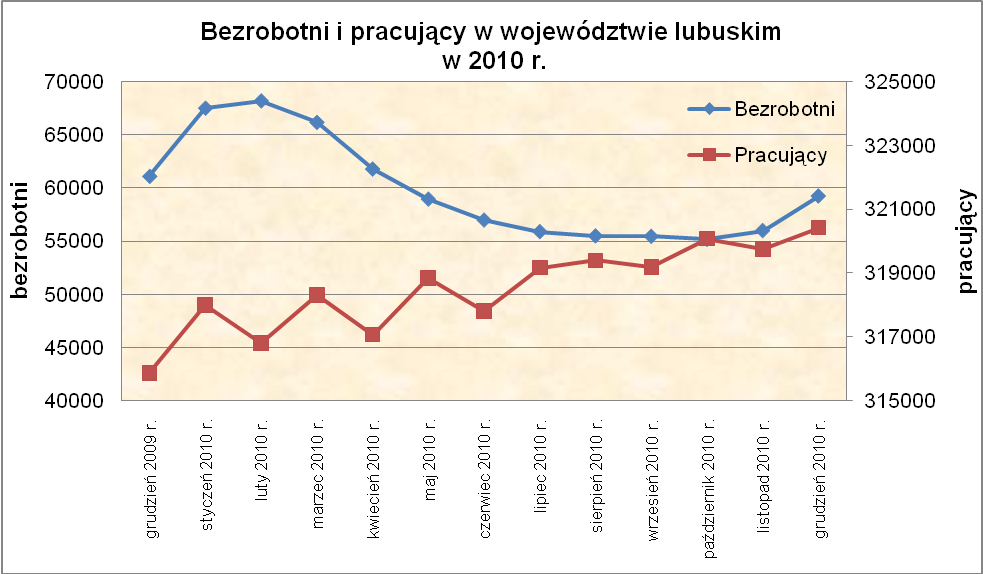 Bezrobotni i pracujący w województwie lubuskim
w 2010 r.
70000
65000
60000
55000
50000
45000
40000
bezrobotni
325000
323000
321000
319000
317000
315000
pracujący
Bezrobotni
Pracujący
grudzień 2009 r.
styczeń 2010 r.
luty 2010 r.
marzec 2010 r.
kwiecień 2010 r.
maj 2010 r.
czerwiec 2010 r.
lipiec 2010 r.
sierpień 2010 r.
wrzesień 2010 r.
październik 2010 r.
listopad 2010 r.
grudzień 2010 r.